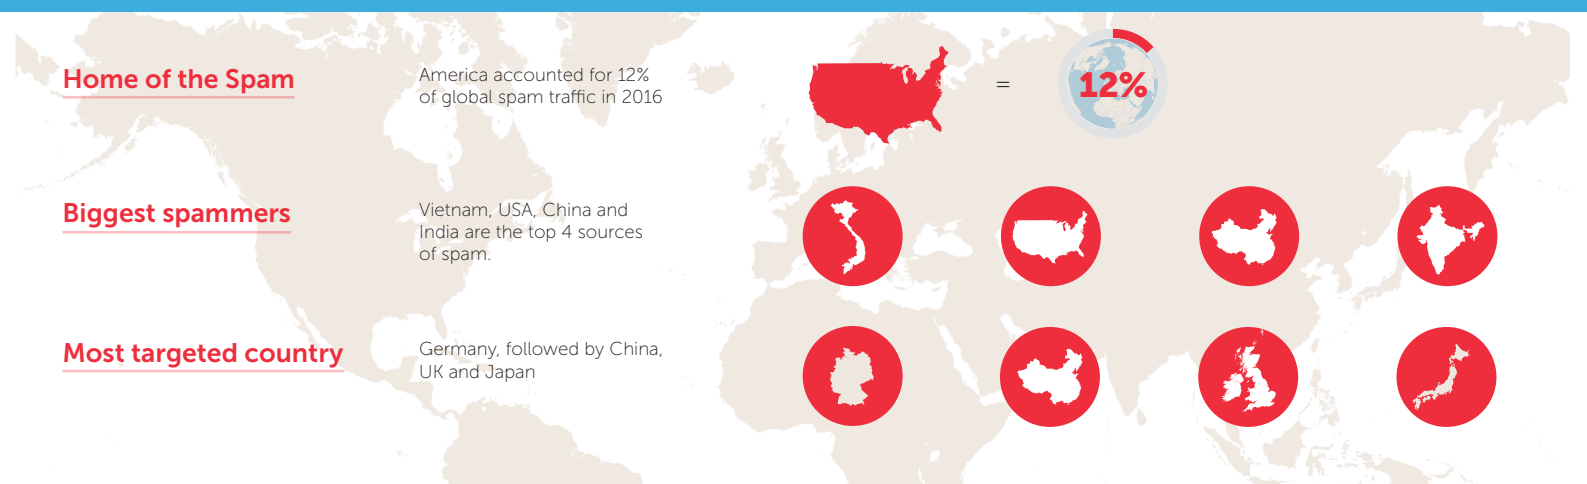 Home of the Spam
America accounted for 12%
of global spam traffic in 2016
=
12%
Biggest spammers
Vietnam, USA, China and
India are the top 4 sources
of spam.
Most targeted country
Germany, followed by China,
UK and Japan